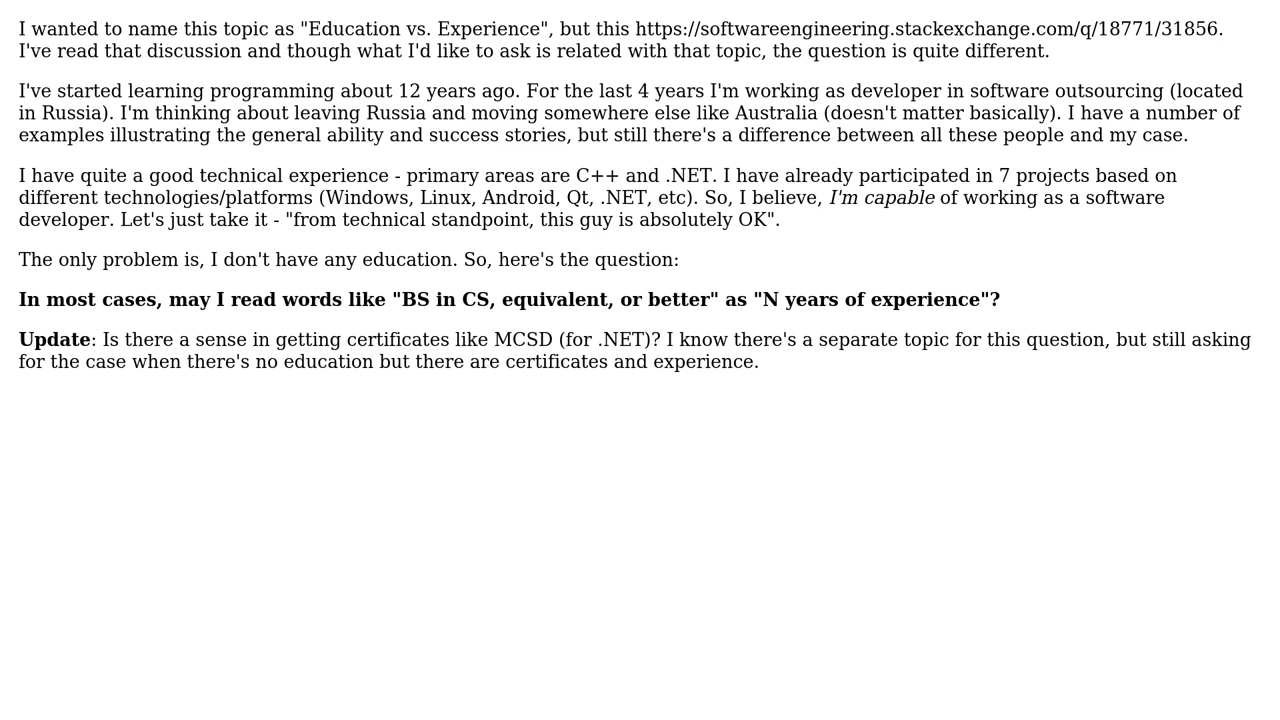 I wanted to name this topic as "Education vs. Experience", but this https://softwareengineering.stackexchange.com/q/18771/31856.
I've read that discussion and though what I'd like to ask is related with that topic, the question is quite different.
I've started learning programming about 12 years ago. For the last 4 years I'm working as developer in software outsourcing (located
in Russia). I'm thinking about leaving Russia and moving somewhere else like Australia (doesn't matter basically). I have a number of
examples illustrating the general ability and success stories, but still there's a difference between all these people and my case.
I have quite a good technical experience - primary areas are C++ and .NET. I have already participated in 7 projects based on
different technologies/platforms (Windows, Linux, Android, Qt, .NET, etc). So, I believe, I'm capable of working as a software
developer. Let's just take it - "from technical standpoint, this guy is absolutely OK".
The only problem is, I don't have any education. So, here's the question:
In most cases, may I read words like "BS in CS, equivalent, or better" as "N years of experience"?
Update: Is there a sense in getting certificates like MCSD (for .NET)? I know there's a separate topic for this question, but still asking
for the case when there's no education but there are certificates and experience.